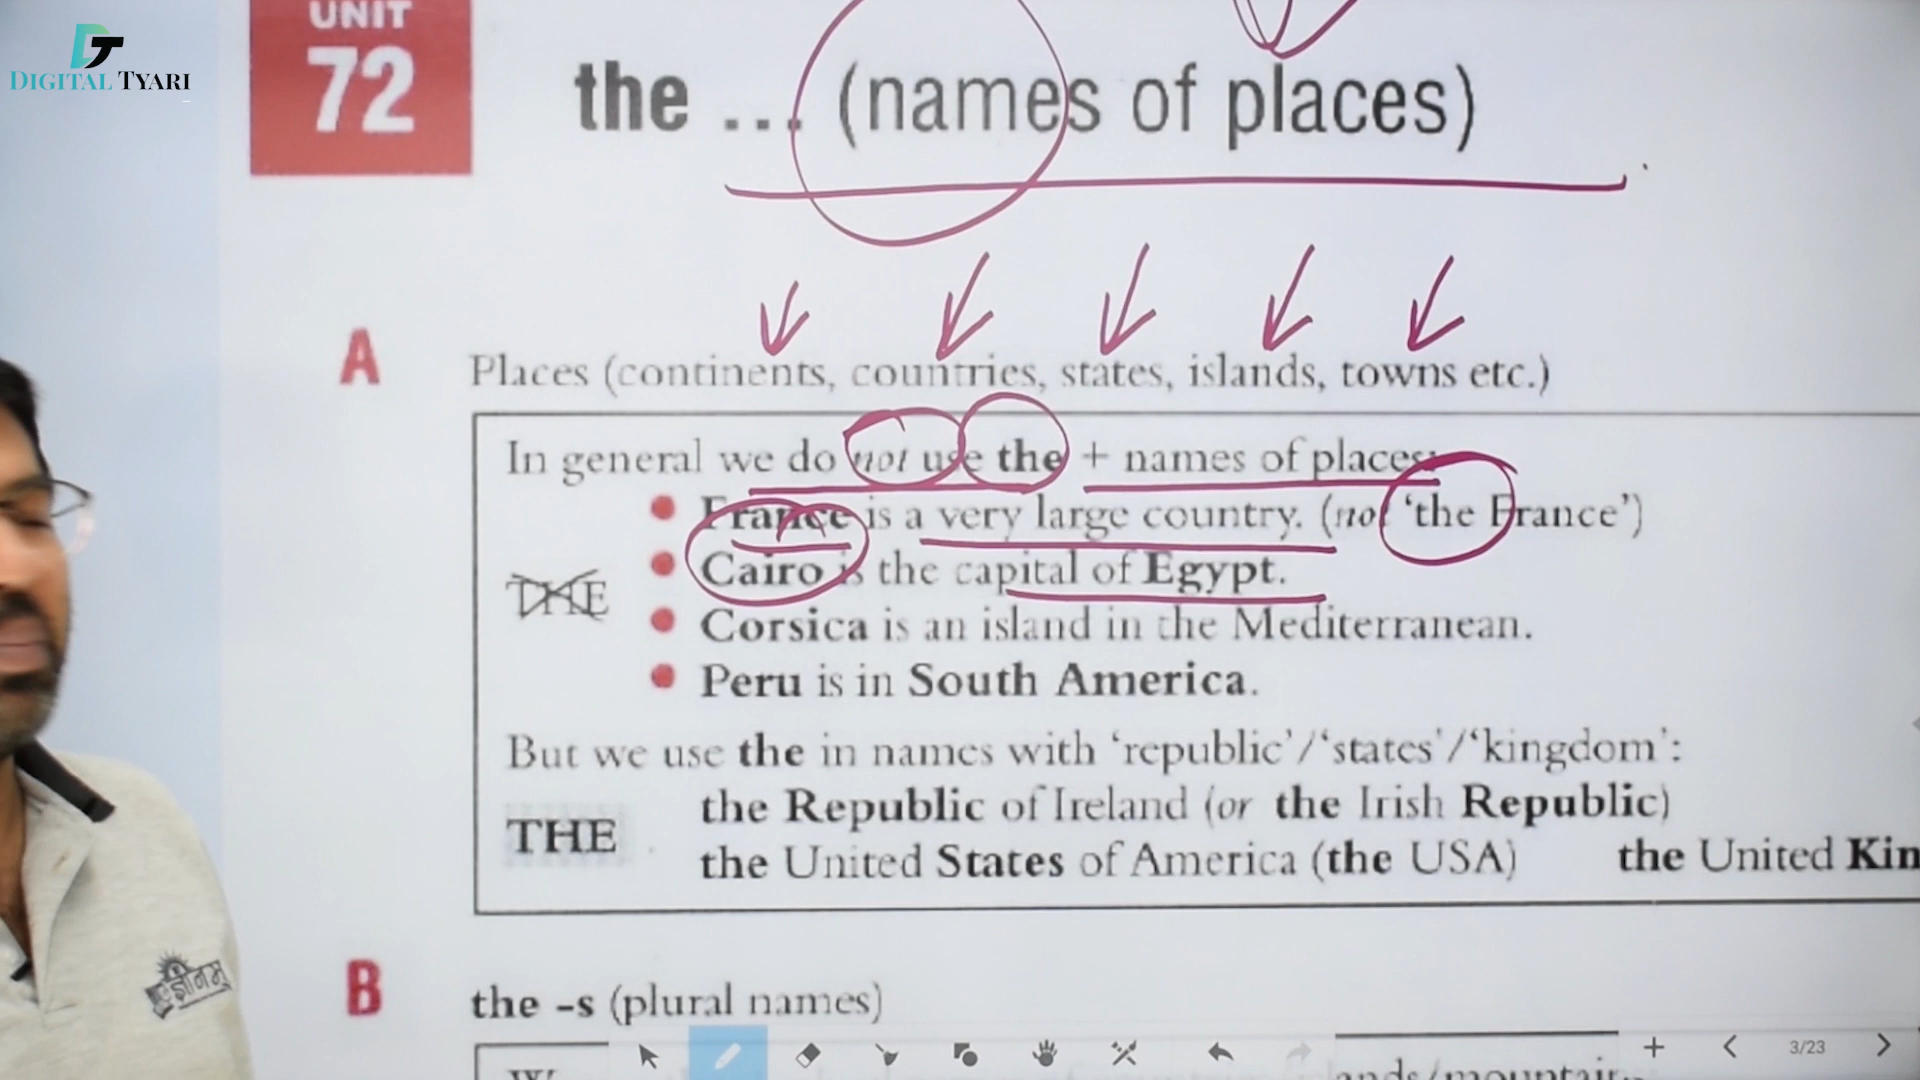 DIGITAL TYARI
UNIT
72
the ... (names of places)
A
Places (continents, countries, states, islands, towns etc.)
In general we do not use the + names of places:
France is a very large country. (not ‘the France’)
Cairo is the capital of Egypt.
THE
Corsica is an island in the Mediterranean.
Peru is in South America.
But we use the in names with ‘republic’/‘states’/‘kingdom’:
the Republic of Ireland (or the Irish Republic)
THE
the United States of America (the USA) the United Kin
B
the –s (plural names)
3/23